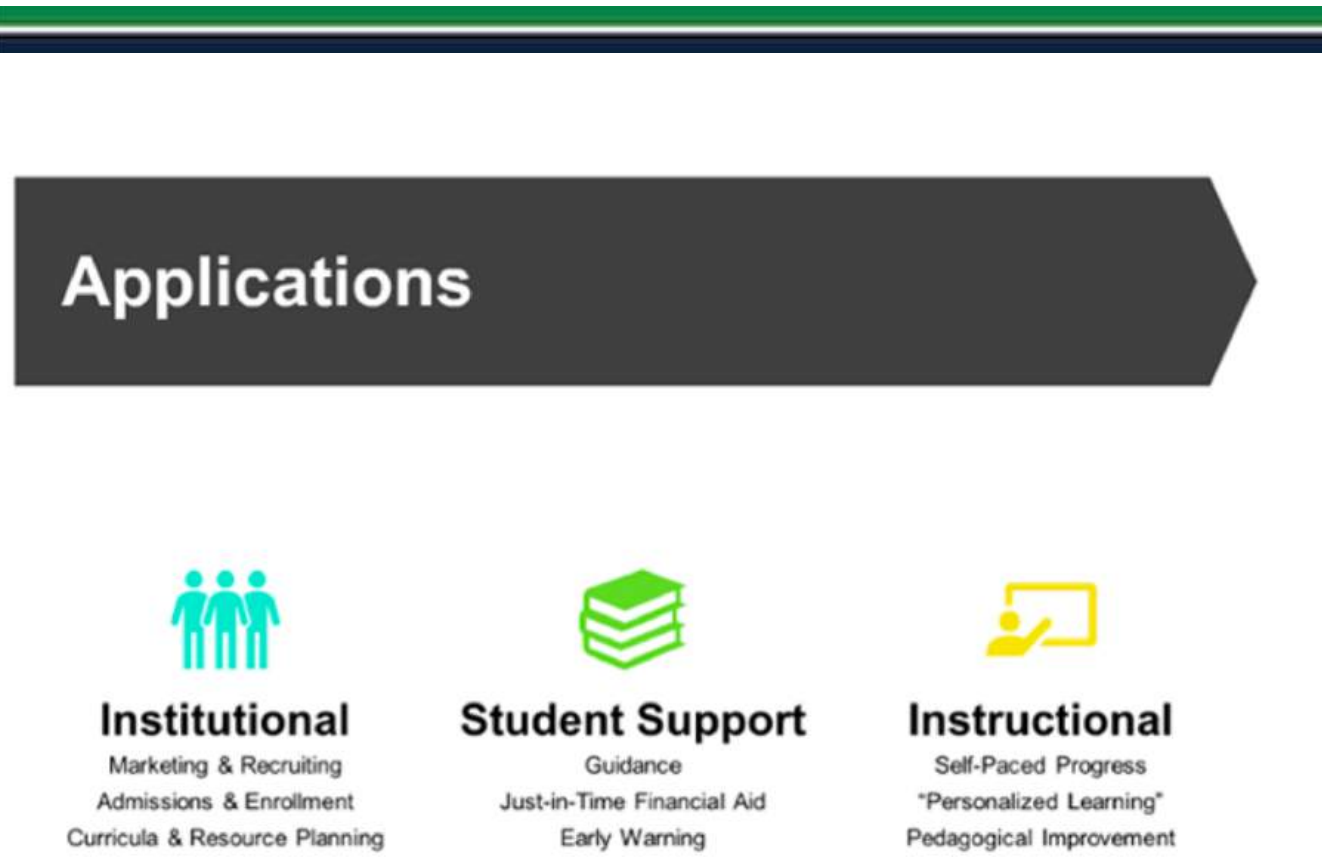 Applications
Institutional
Marketing & Recruiting
Admissions & Enrollment
Curricula & Resource Planning
Student Support
Guidance
Just-in-Time Financial Aid
Early Warning
Instructional
Self-Paced Progress
"Personalized Learning"
Pedagogical Improvement